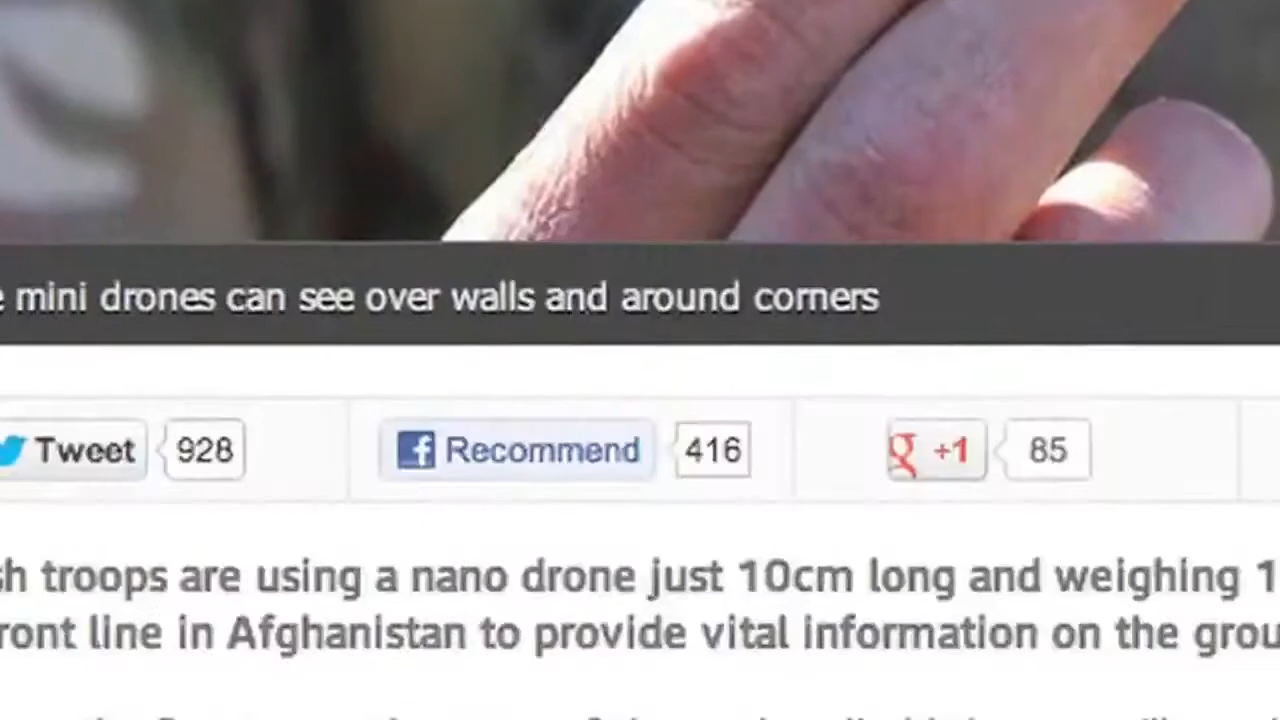 mini drones can see over walls and around corners
Tweet 928 Recommend 416 +1 85
troops are using a nano drone just 10cm long and weighing
line in Afghanistan to provide vital information on the